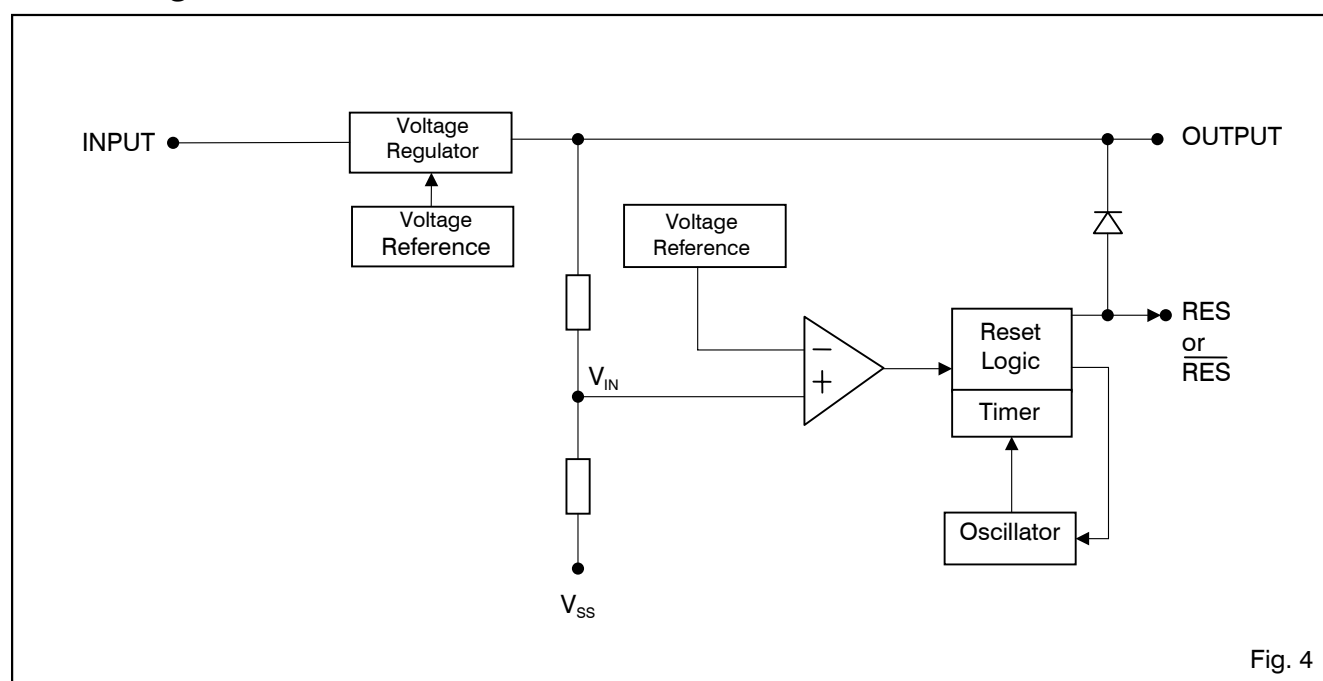 INPUT
Voltage
Regulator
OUTPUT
Voltage
Reference
Voltage
Reference
RES
or
RES
Reset
Logic
V_IN
− 
+
Timer
Oscillator
V_SS
Fig. 4